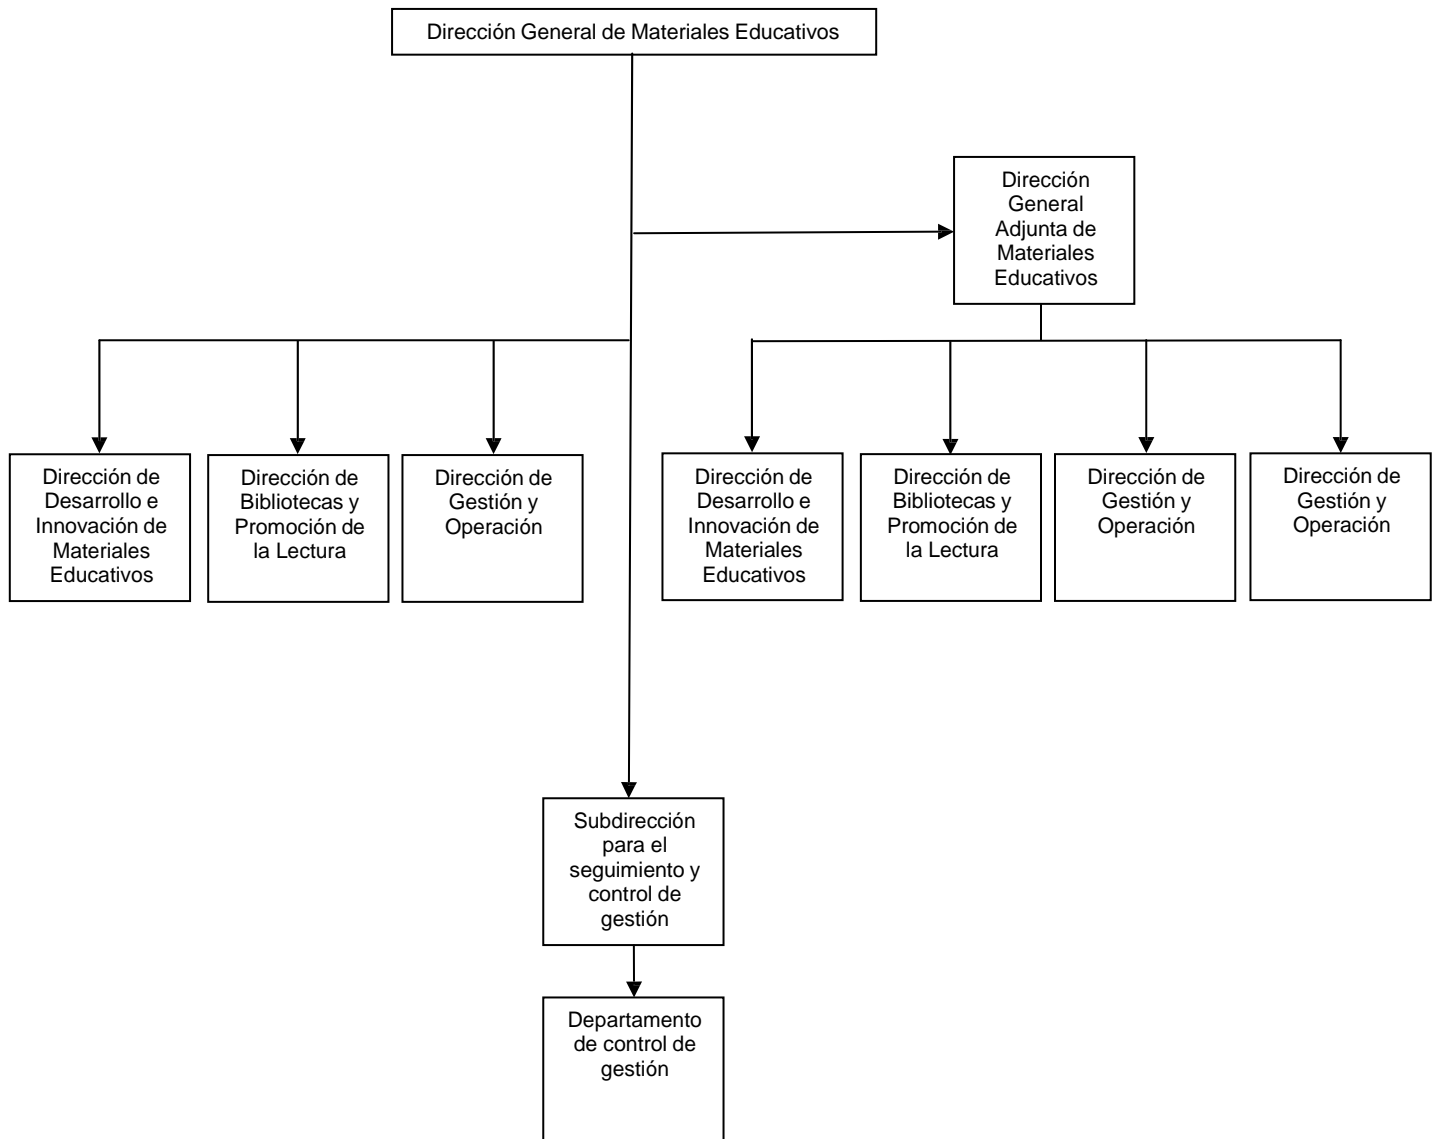 Dirección General de Materiales Educativos
Dirección
General
Adjunta de
Materiales
Educativos
Dirección de
Desarrollo e
Innovación de
Materiales
Educativos
Dirección de
Bibliotecas y
Promoción de
la Lectura
Dirección de
Gestión y
Operación
Dirección de
Desarrollo e
Innovación de
Materiales
Educativos
Dirección de
Bibliotecas y
Promoción de
la Lectura
Dirección de
Gestión y
Operación
Dirección de
Gestión y
Operación
Subdirección
para el
seguimiento y
control de
gestión
Departamento
de control de
gestión